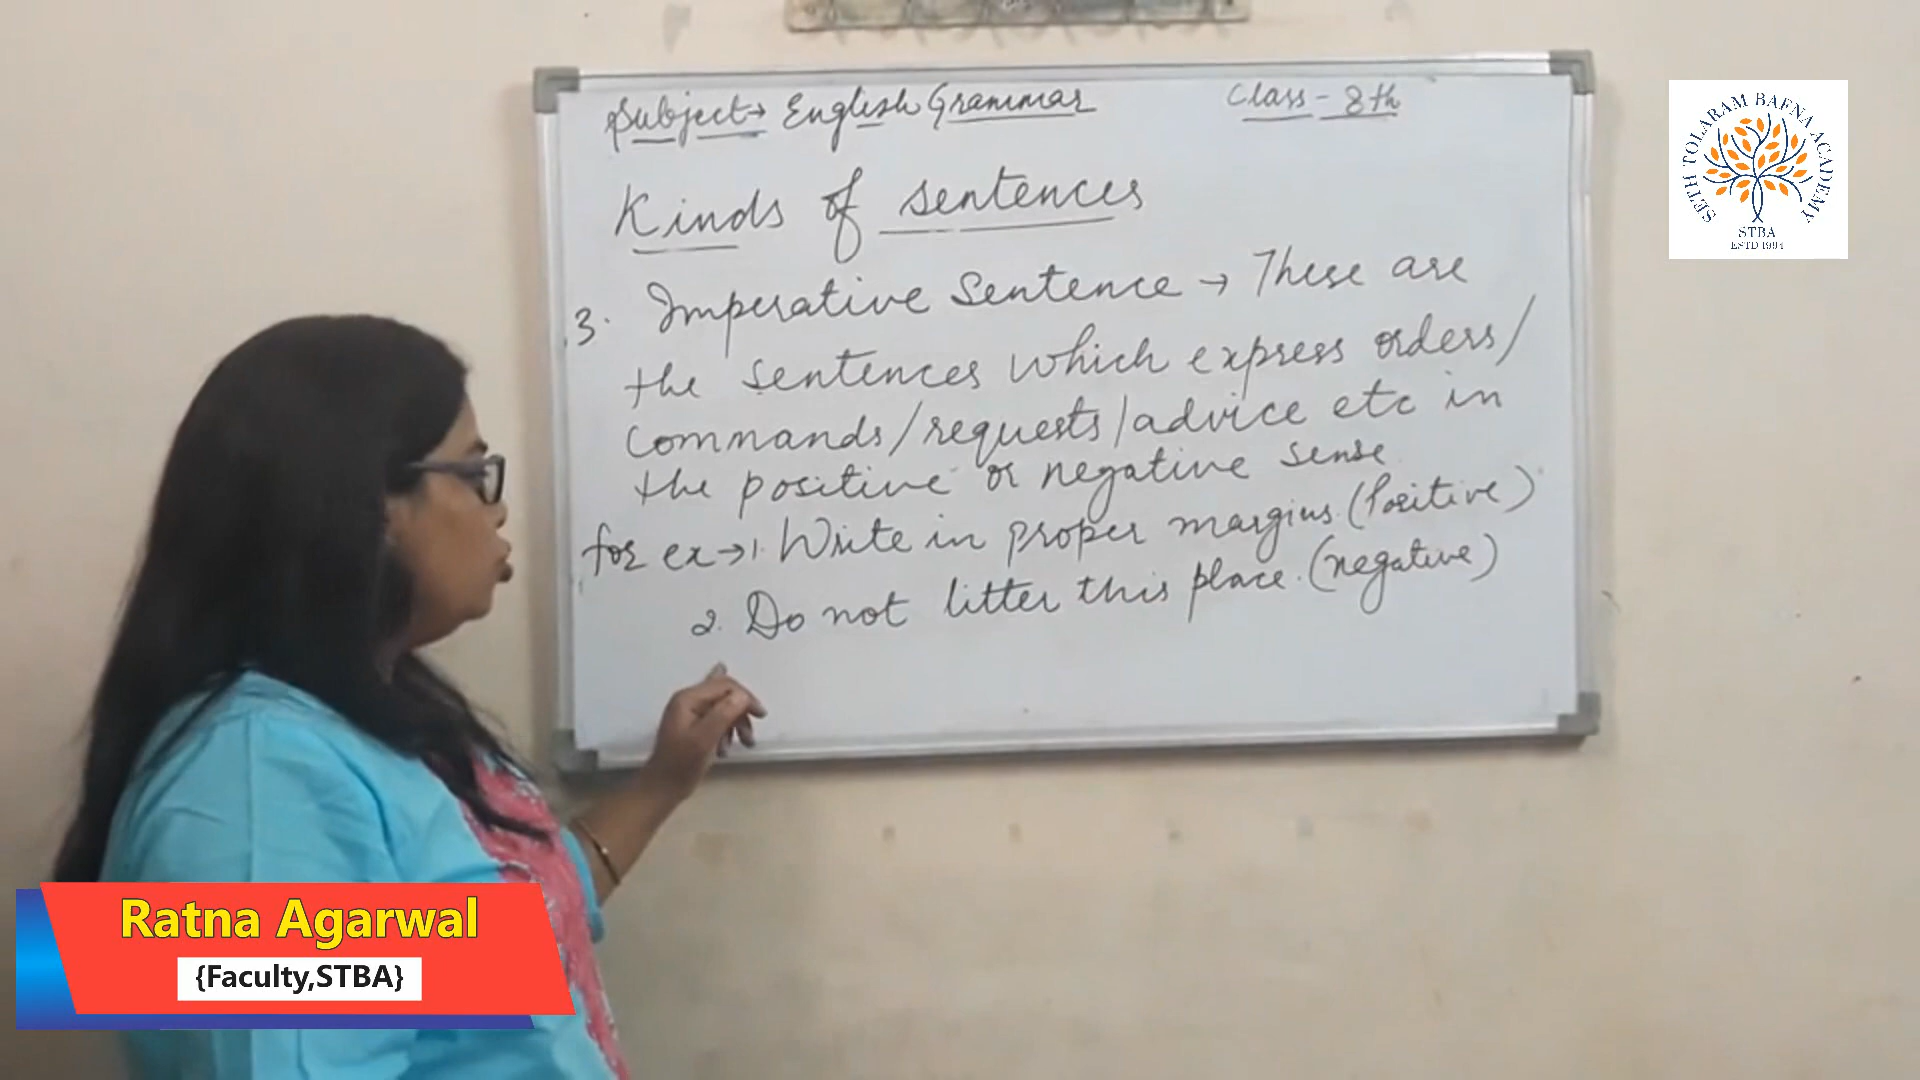 Subject→ English Grammar Class - 8th
Kinds of sentences
3. Imperative Sentence → These are
the sentences which express orders/
commands/requests/advice etc in
the positive or negative sense.
for ex→1. Write in proper margins. (Positive)
2. Do not litter this place. (negative)
SETH TOLARAM BAFNA ACADEMY
STBA
ESTD 1994
Ratna Agarwal
{Faculty,STBA}